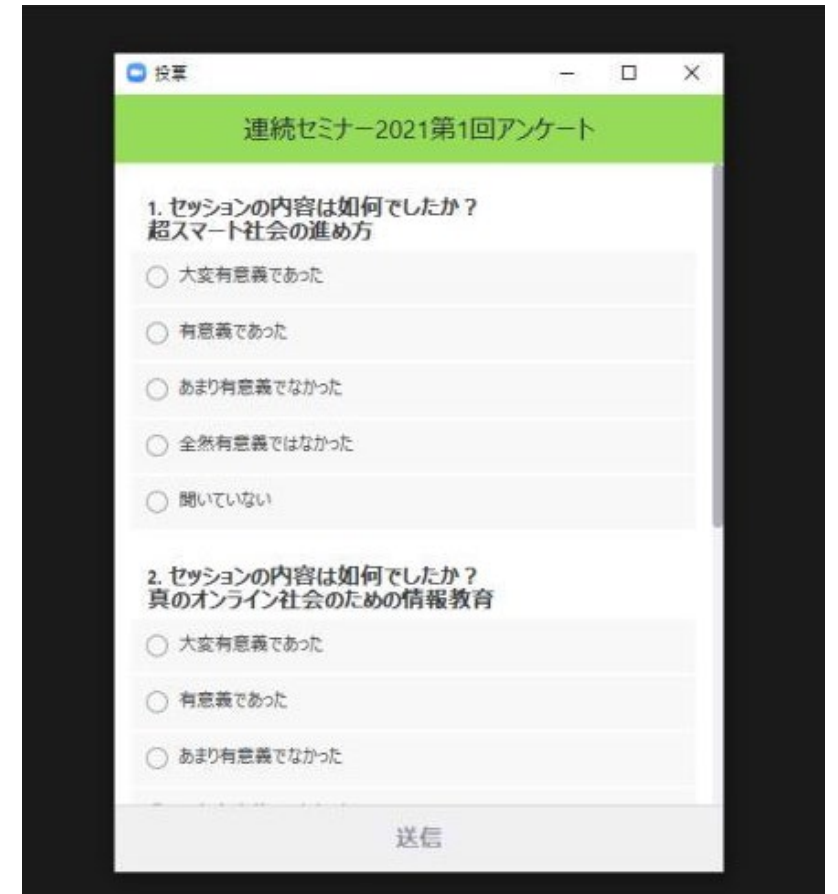 投票
連続セミナー2021第1回アンケート
1. セッションの内容は如何でしたか？
超スマート社会の進め方
大変有意義であった
有意義であった
あまり有意義でなかった
全然有意義ではなかった
聞いていない
2. セッションの内容は如何でしたか？
真のオンライン社会のための情報教育
大変有意義であった
有意義であった
あまり有意義でなかった
送信